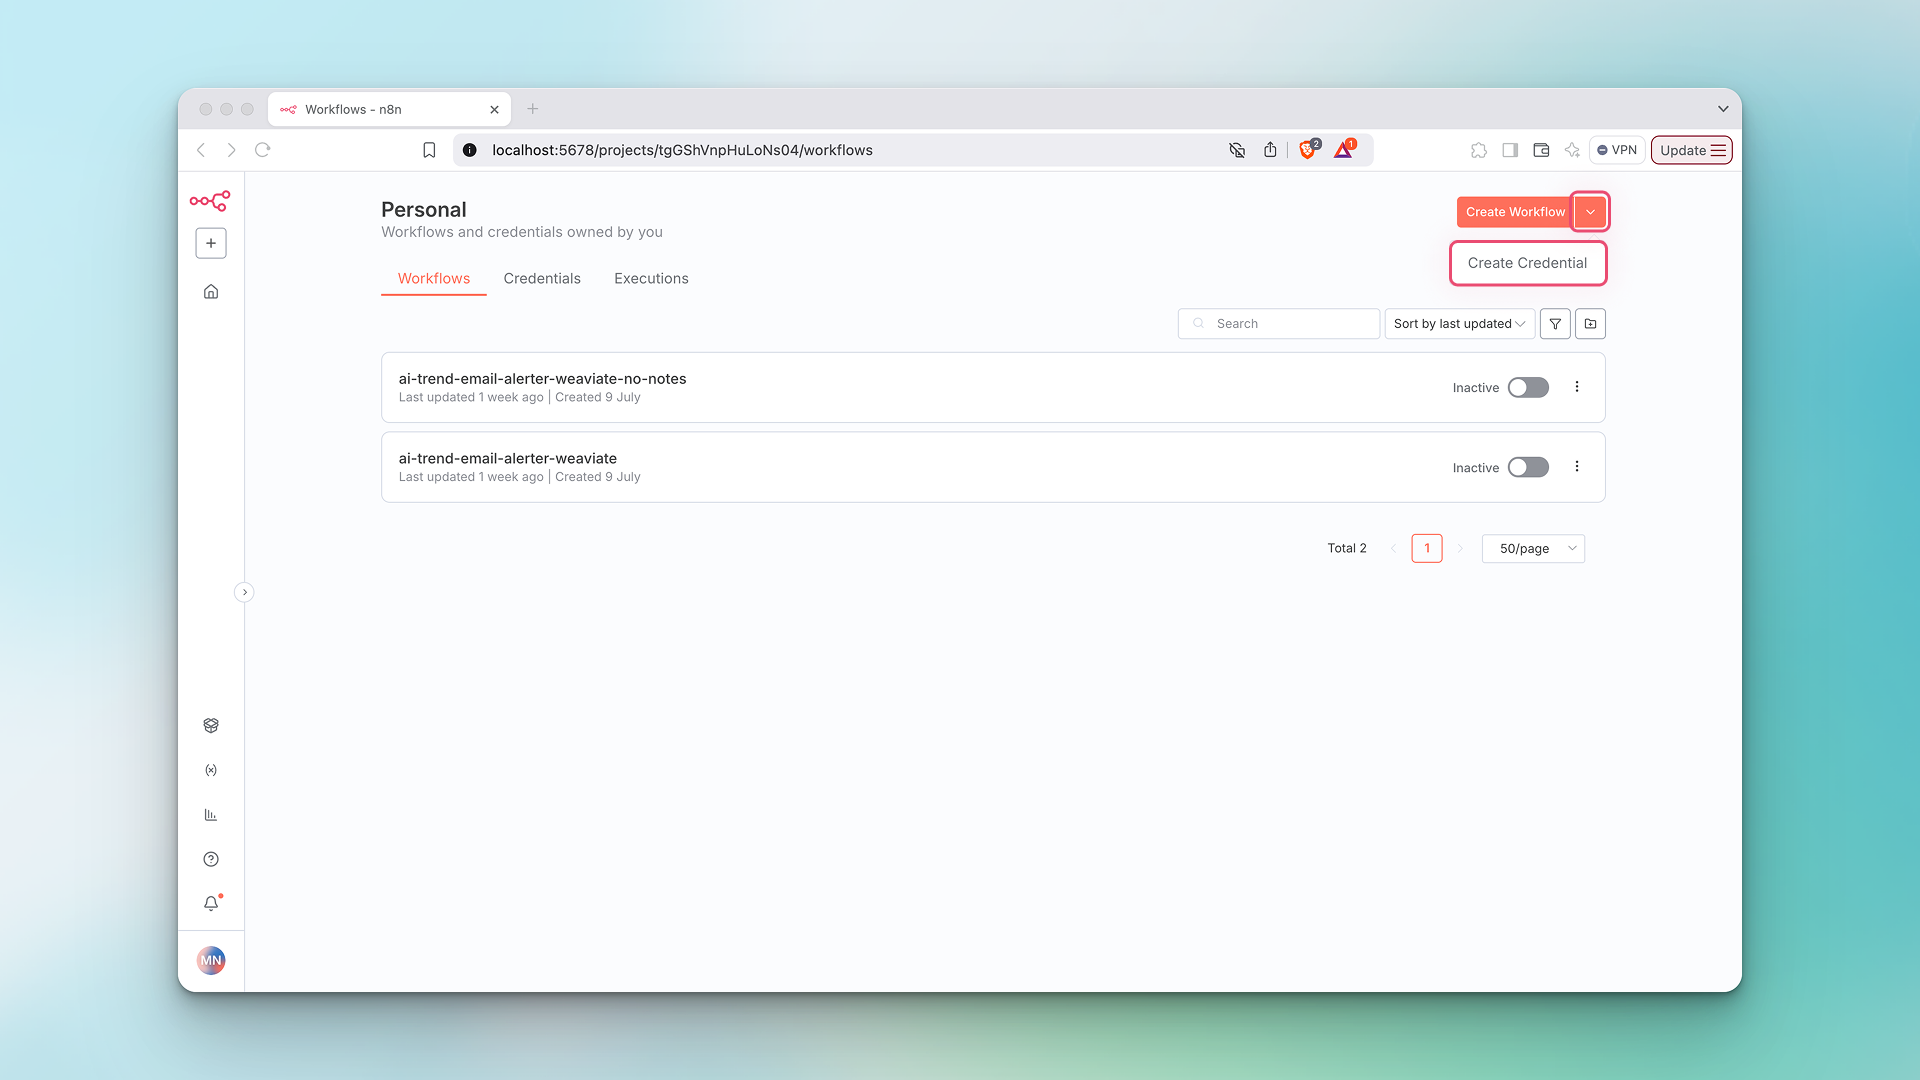 Workflows - n8n
localhost:5678/projects/tgGShVnpHuLoNs04/workflows
2
1
VPN
Update
Personal
Workflows and credentials owned by you
Create Workflow
Create Credential
Workflows
Credentials
Executions
Search
Sort by last updated
ai-trend-email-alerter-weaviate-no-notes
Last updated 1 week ago | Created 9 July
Inactive
ai-trend-email-alerter-weaviate
Last updated 1 week ago | Created 9 July
Inactive
Total 2
1
50/page
MN